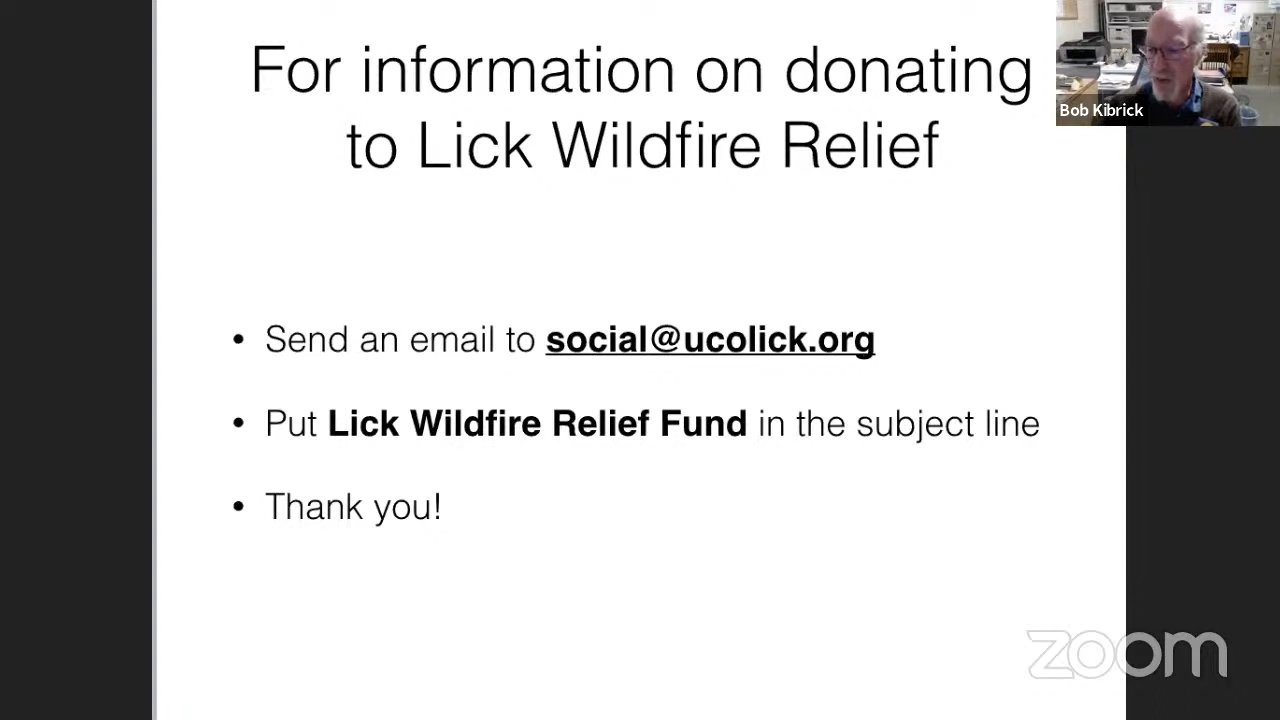 For information on donating
to Lick Wildfire Relief
Bob Kibrick
• Send an email to social@ucolick.org
• Put Lick Wildfire Relief Fund in the subject line
• Thank you!
zoom